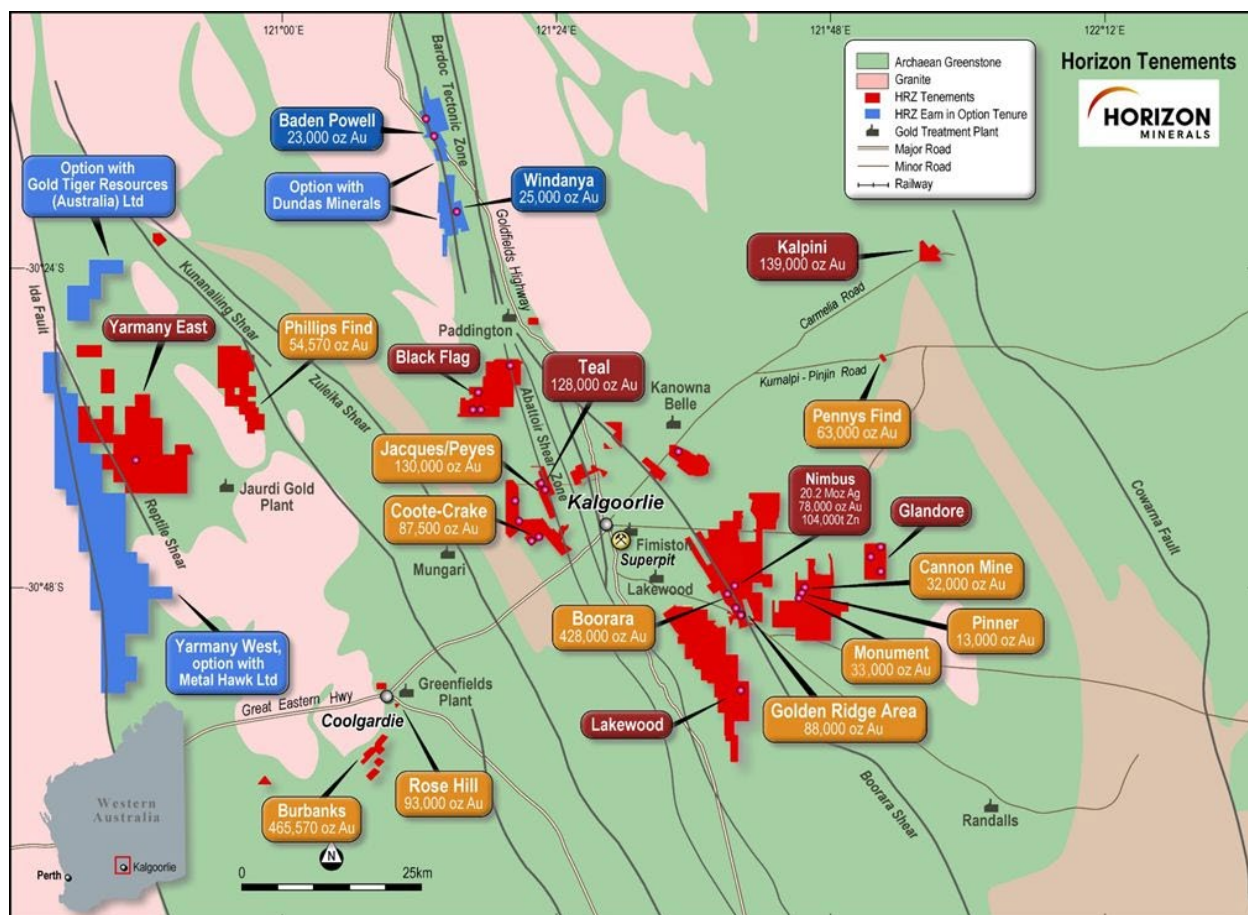 121°00´E
121°24´E
121°48´E
122°12´E
Horizon Tenements
HORIZON
MINERALS
Archaean Greenstone
Granite
HRZ Tenements
HRZ Earn in Option Tenure
Gold Treatment Plant
Major Road
Minor Road
Railway
Bardoc Tectonic Zone
Baden Powell
23,000 oz Au
Option with
Gold Tiger Resources
(Australia) Ltd
Option with
Dundas Minerals
Windanya
25,000 oz Au
Goldfields Highway
Kalpini
139,000 oz Au
-30°24´S
Ida Fault
Kunanalling Shear
Carmelia Road
Yarmany East
Phillips Find
54,570 oz Au
Paddington
Black Flag
Teal
128,000 oz Au
Kanowna
Belle
Kurnalpi - Pinjin Road
Zuleika Shear
Abattoir Shear Zone
Pennys Find
63,000 oz Au
Jacques/Peyes
130,000 oz Au
Nimbus
20.2 Moz Ag
78,000 oz Au
104,000t Zn
Jaurdi Gold
Plant
Reptile Shear
Coote-Crake
87,500 oz Au
Kalgoorlie
Glandore
Cowarna Fault
Fimiston
Superpit
Mungari
Lakewood
-30°48´S
Cannon Mine
32,000 oz Au
Boorara
428,000 oz Au
Pinner
13,000 oz Au
Yarmany West,
option with
Metal Hawk Ltd
Monument
33,000 oz Au
Greenfields
Plant
Great Eastern Hwy
Coolgardie
Lakewood
Golden Ridge Area
88,000 oz Au
Boorara Shear
Rose Hill
93,000 oz Au
Burbanks
465,570 oz Au
Randalls
Western
Australia
Perth
Kalgoorlie
N
0
25km